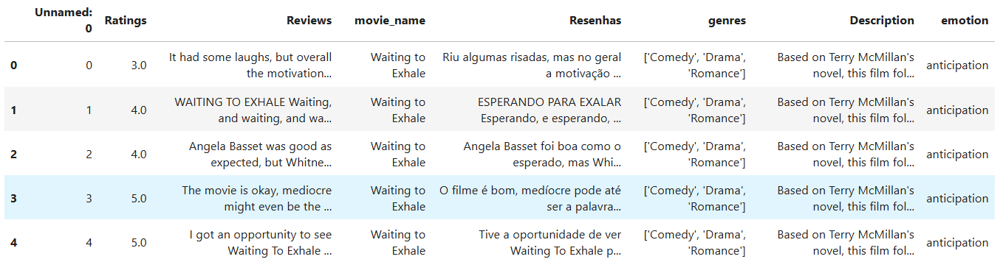 Unnamed: 0 Ratings Reviews movie_name Resenhas genres Description emotion
0 0 3.0 It had some laughs, but overall the motivation... Waiting to Exhale Riu algumas risadas, mas no geral a motivação ... ['Comedy', 'Drama', 'Romance'] Based on Terry McMillan's novel, this film fol... anticipation
1 1 4.0 WAITING TO EXHALE Waiting, and waiting, and wa... Waiting to Exhale ESPERANDO PARA EXALAR Esperando, e esperando, ... ['Comedy', 'Drama', 'Romance'] Based on Terry McMillan's novel, this film fol... anticipation
2 2 4.0 Angela Basset was good as expected, but Whitne... Waiting to Exhale Angela Basset foi boa como o esperado, mas Whi... ['Comedy', 'Drama', 'Romance'] Based on Terry McMillan's novel, this film fol... anticipation
3 3 5.0 The movie is okay, mediocre might even be the ... Waiting to Exhale O filme é bom, medíocre pode até ser a palavra... ['Comedy', 'Drama', 'Romance'] Based on Terry McMillan's novel, this film fol... anticipation
4 4 5.0 I got an opportunity to see Waiting To Exhale ... Waiting to Exhale Tive a oportunidade de ver Waiting To Exhale p... ['Comedy', 'Drama', 'Romance'] Based on Terry McMillan's novel, this film fol... anticipation